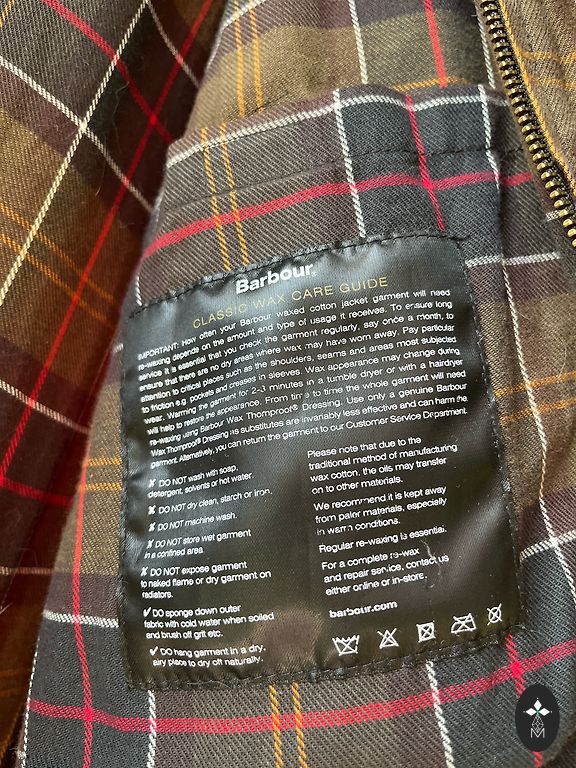 Barbour®
CLASSIC WAX CARE GUIDE
IMPORTANT: How often your Barbour waxed cotton jacket garment will need
re-waxing depends on the amount and type of usage it receives. To ensure long
service it is essential that you check the garment regularly, say once a month, to
ensure that there are no dry areas where wax may have worn away. Pay particular
attention to critical places such as the shoulders, seams and areas most subjected
to friction e.g. pockets and creases in sleeves. Wax appearance may change during
wear. Warming the garment for 2-3 minutes in a tumble dryer or with a hairdryer
will help to restore the appearance. From time to time the whole garment will need
re-waxing using Barbour Wax Thornproof® Dressing. Use only a genuine Barbour
Wax Thornproof® Dressing as substitutes are invariably less effective and can harm the
garment. Alternatively, you can return the garment to our Customer Service Department.
✗ DO NOT wash with soap,
detergent, solvents or hot water.
✗ DO NOT dry clean, starch or iron.
✗ DO NOT machine wash.
✗ DO NOT store wet garment
in a confined area.
✗ DO NOT expose garment
to naked flame or dry garment on
radiators.
✔ DO sponge down outer
fabric with cold water when soiled
and brush off grit etc.
✔ DO hang garment in a dry,
airy place to dry off naturally.
Please note that due to the
traditional method of manufacturing
wax cotton, the oils may transfer
on to other materials.
We recommend it is kept away
from paler materials, especially
in warm conditions.
Regular re-waxing is essential.
For a complete re-wax
and repair service, contact us
either online or in-store.
barbour.com
M